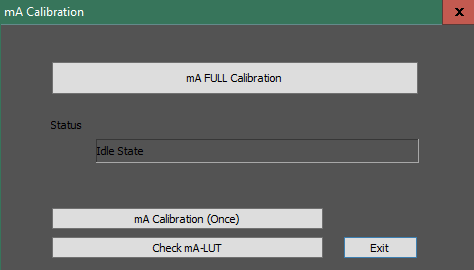 mA Calibration
x
mA FULL Calibration
Status
Idle State
mA Calibration (Once)
Check mA-LUT
Exit